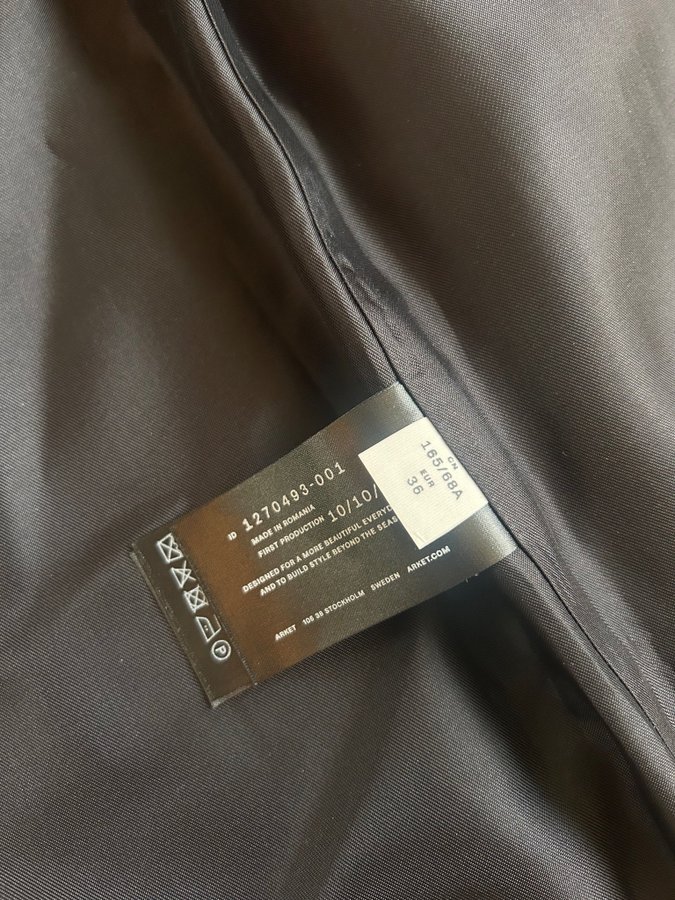 ID 1270493-001
MADE IN ROMANIA
FIRST PRODUCTION 10/10/
DESIGNED FOR A MORE BEAUTIFUL EVERYD
AND TO BUILD STYLE BEYOND THE SEAS
ARKET.COM
ARKET 106 38 STOCKHOLM SWEDEN
CN
165/68A
EUR
36
P